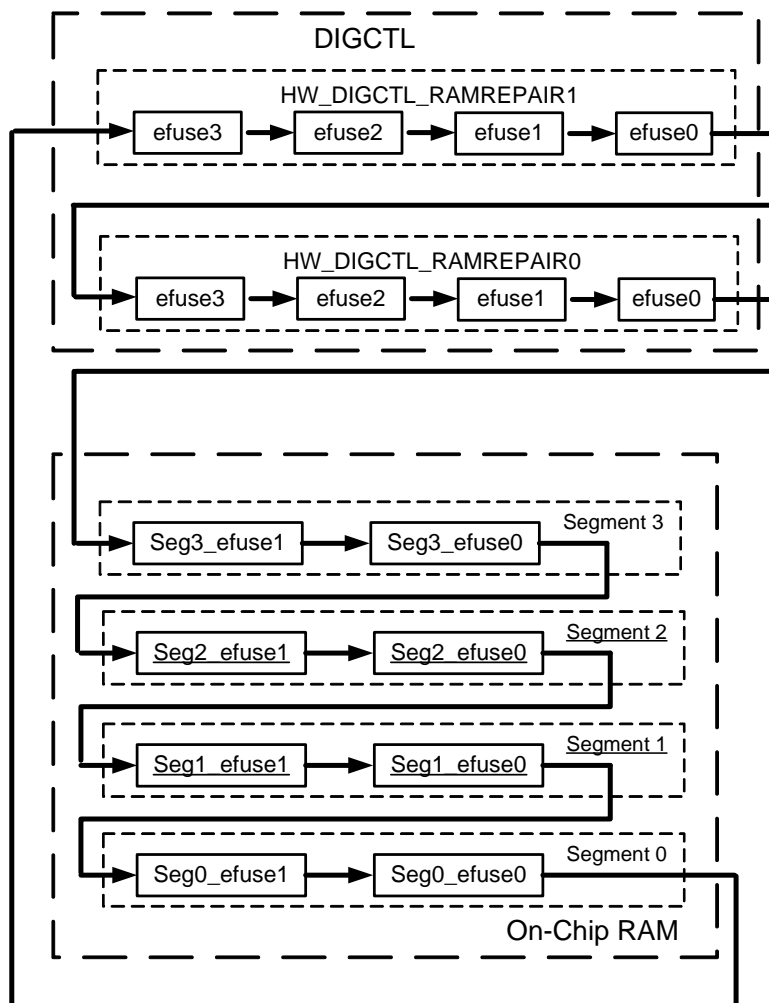 DIGCTL
HW_DIGCTL_RAMREPAIR1
efuse3 efuse2 efuse1 efuse0
HW_DIGCTL_RAMREPAIR0
efuse3 efuse2 efuse1 efuse0
Segment 3
Seg3_efuse1 Seg3_efuse0
Segment 2
Seg2_efuse1 Seg2_efuse0
Segment 1
Seg1_efuse1 Seg1_efuse0
Segment 0
Seg0_efuse1 Seg0_efuse0
On-Chip RAM